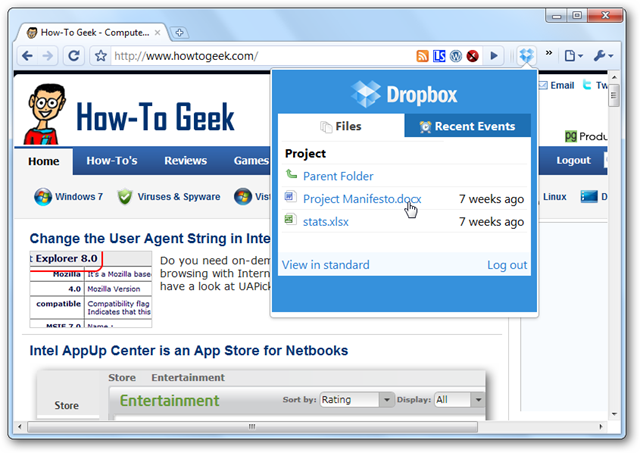 How-To Geek - Compute...
http://www.howtogeek.com/
How-To Geek
Email
Tw
pg Produ
Home How-To's Reviews Games Logout
Windows 7 Viruses & Spyware Vist Linux D
Dropbox
Files Recent Events
Project
Parent Folder
Project Manifesto.docx 7 weeks ago
stats.xlsx 7 weeks ago
View in standard Log out
Change the User Agent String in Inte
t Explorer 8.0
Mozilla It's a Mozilla base
4.0 Mozilla Version
compatible Compatibility flag
Indicates that this
MSIE 7.0 Name :
Do you need on-dem
browsing with Intern
have a look at UAPick
Intel AppUp Center is an App Store for Netbooks
Store Entertainment
Store
Entertainment Sort by: Rating Display: All